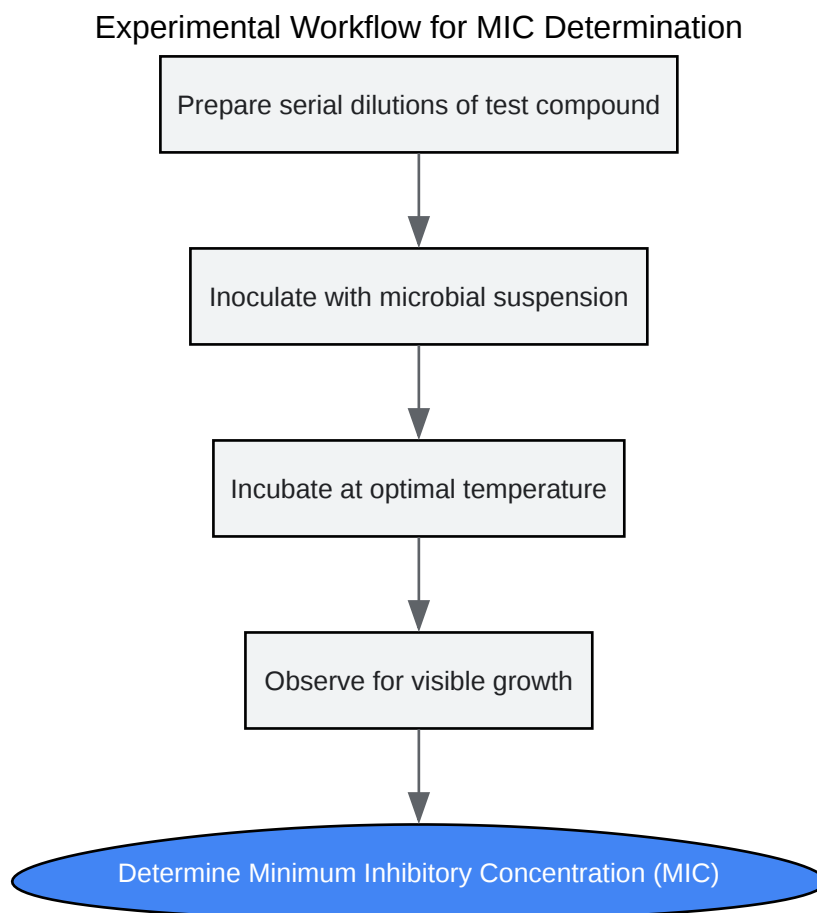 Experimental Workflow for MIC Determination
Prepare serial dilutions of test compound
Inoculate with microbial suspension
Incubate at optimal temperature
Observe for visible growth
Determine Minimum Inhibitory Concentration (MIC)